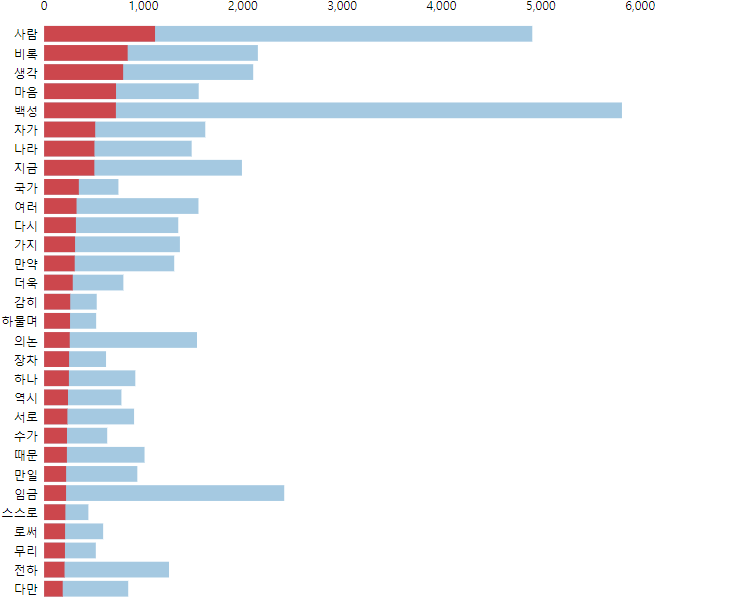 0 1,000 2,000 3,000 4,000 5,000 6,000
사람
비록
생각
마음
백성
자가
나라
지금
국가
여러
다시
가지
만약
더욱
감히
하물며
의논
장차
하나
역시
서로
수가
때문
만일
임금
스스로
로써
무리
전하
다만